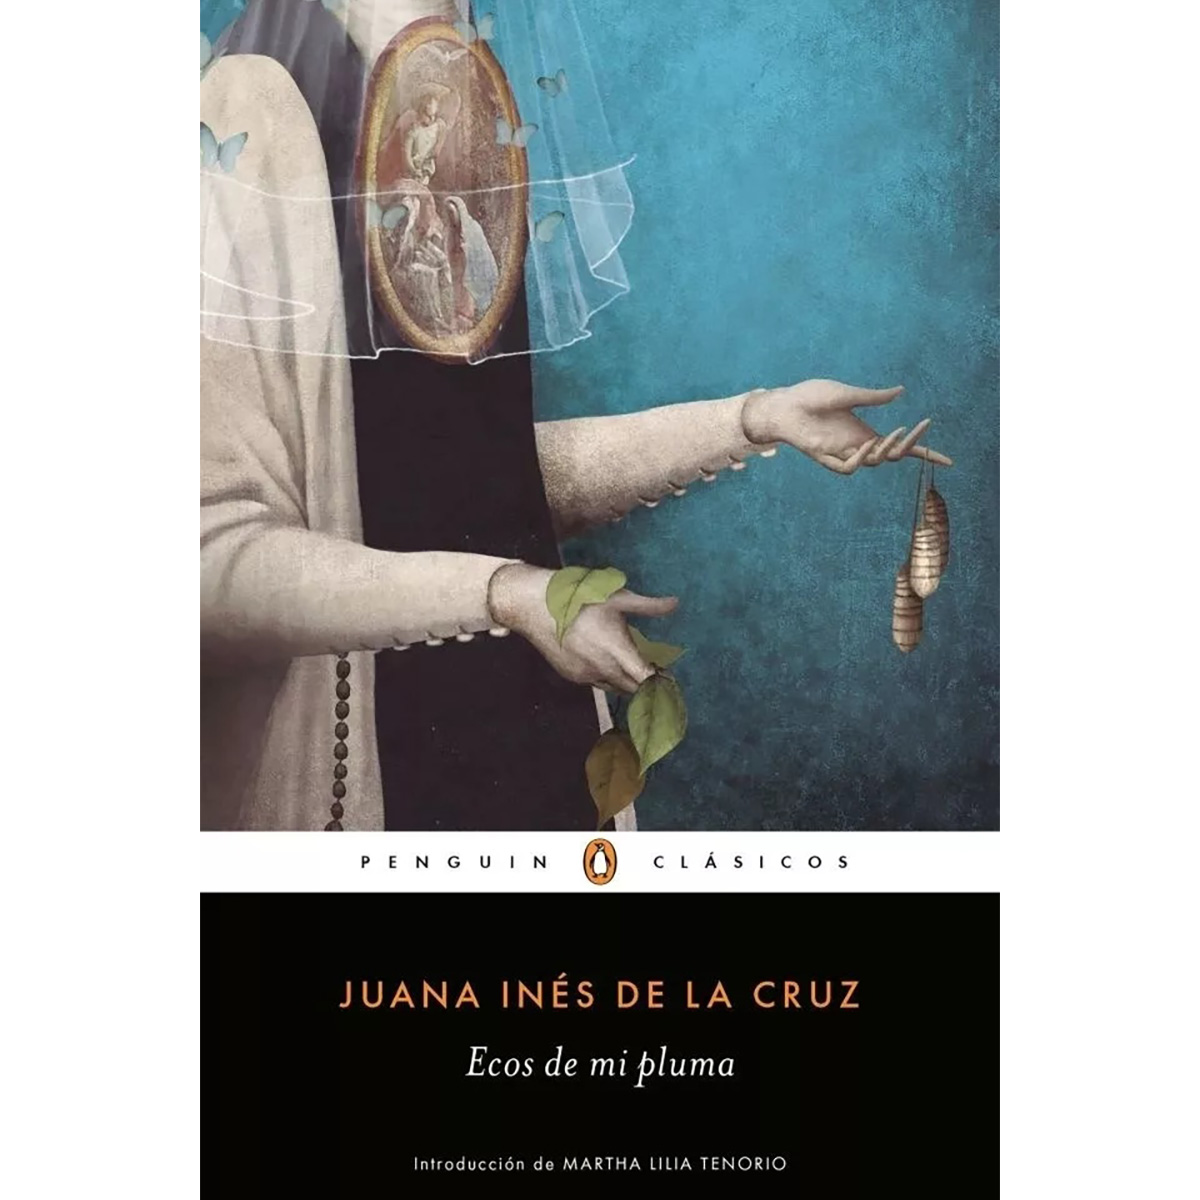 PENGUIN CLÁSICOS
JUANA INÉS DE LA CRUZ
Ecos de mi pluma
Introducción de MARTHA LILIA TENORIO